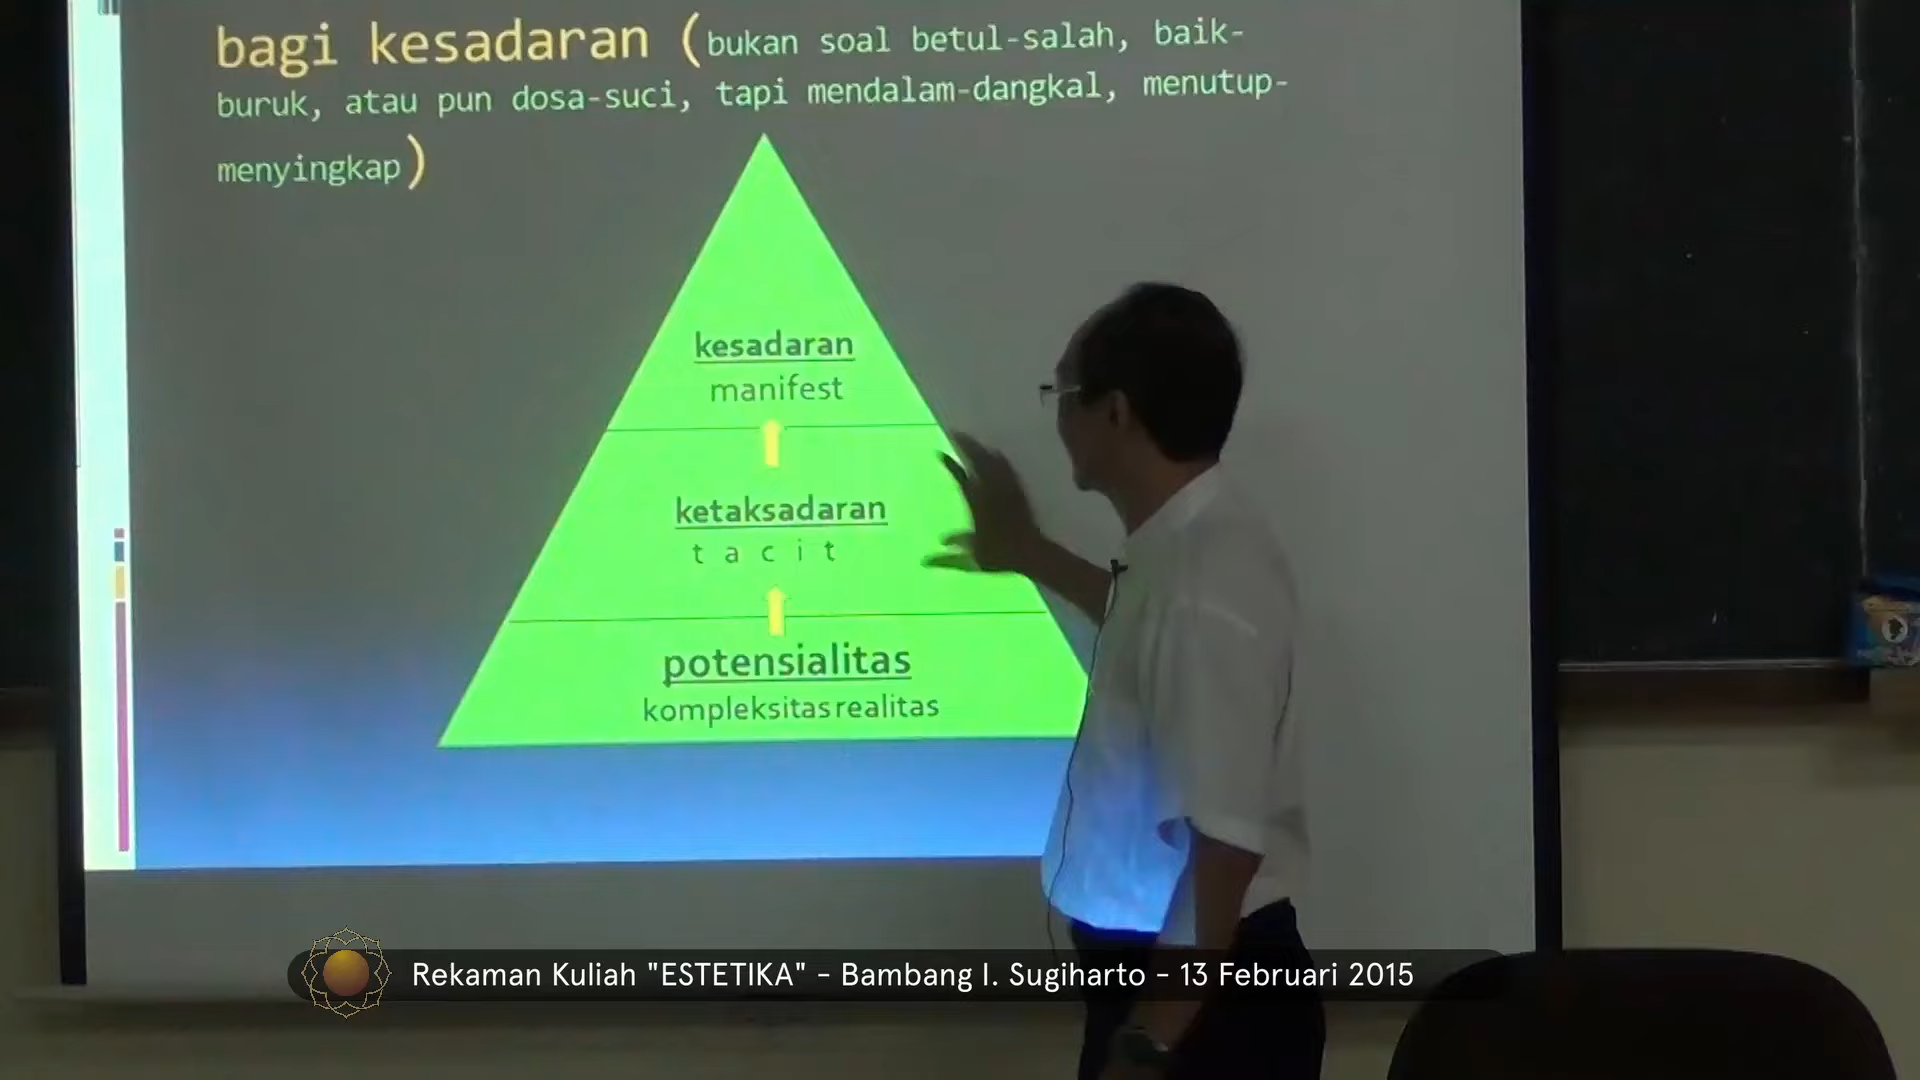 bagi kesadaran (bukan soal betul-salah, baik-
buruk, atau pun dosa-suci, tapi mendalam-dangkal, menutup-
menyingkap)
kesadaran
manifest
ketaksadaran
tacit
potensialitas
kompleksitas realitas
Rekaman Kuliah "ESTETIKA" - Bambang I. Sugiharto - 13 Februari 2015